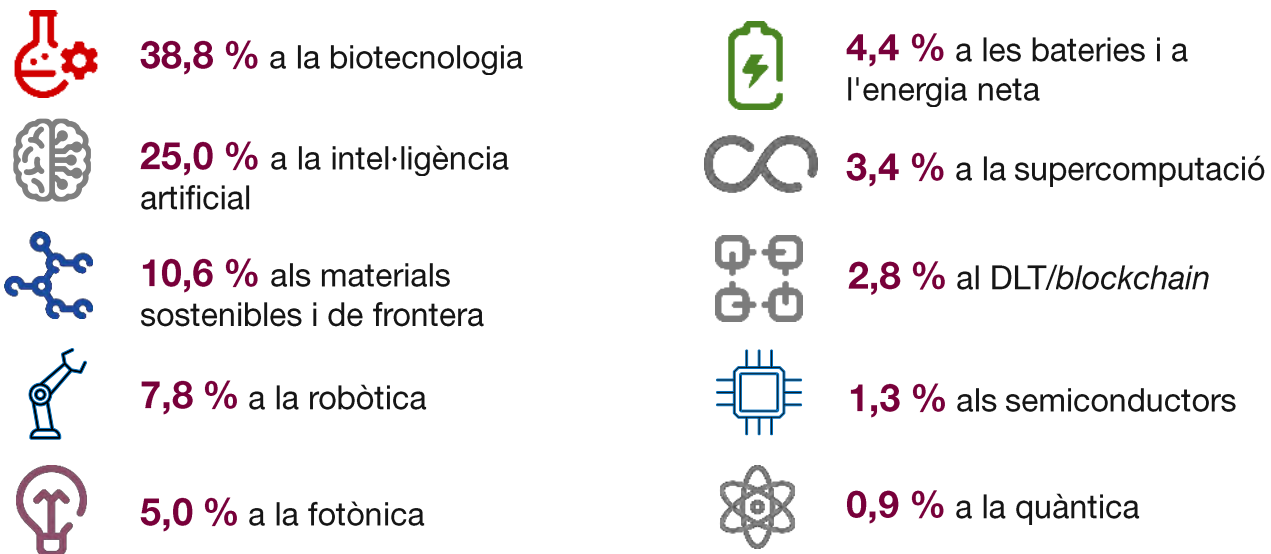 38,8 % a la biotecnologia
25,0 % a la intel·ligència
artificial
10,6 % als materials
sostenibles i de frontera
7,8 % a la robòtica
5,0 % a la fotònica
4,4 % a les bateries i a
l'energia neta
3,4 % a la supercomputació
2,8 % al DLT/blockchain
1,3 % als semiconductors
0,9 % a la quàntica